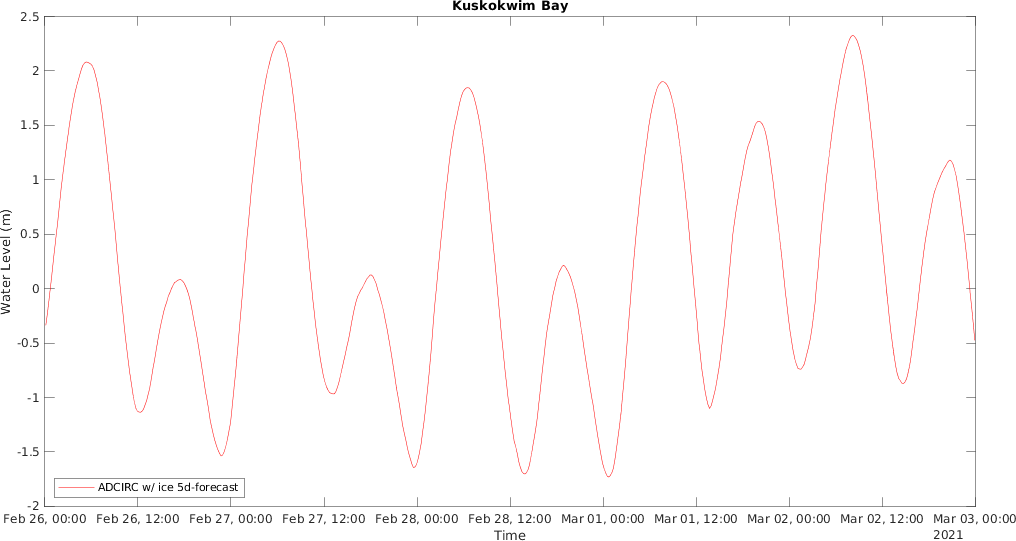 Kuskokwim Bay
2.5
2
1.5
1
0.5
0
-0.5
-1
-1.5
-2
Water Level (m)
ADCIRC w/ ice 5d-forecast
Feb 26, 00:00 Feb 26, 12:00 Feb 27, 00:00 Feb 27, 12:00 Feb 28, 00:00 Feb 28, 12:00 Mar 01, 00:00 Mar 01, 12:00 Mar 02, 00:00 Mar 02, 12:00 Mar 03, 00:00
Time
2021